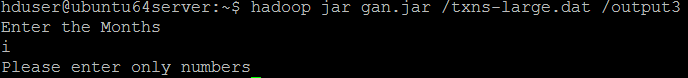 hduser@ubuntu64server:~$ hadoop jar gan.jar /txns-large.dat /output3
Enter the Months
i
Please enter only numbers